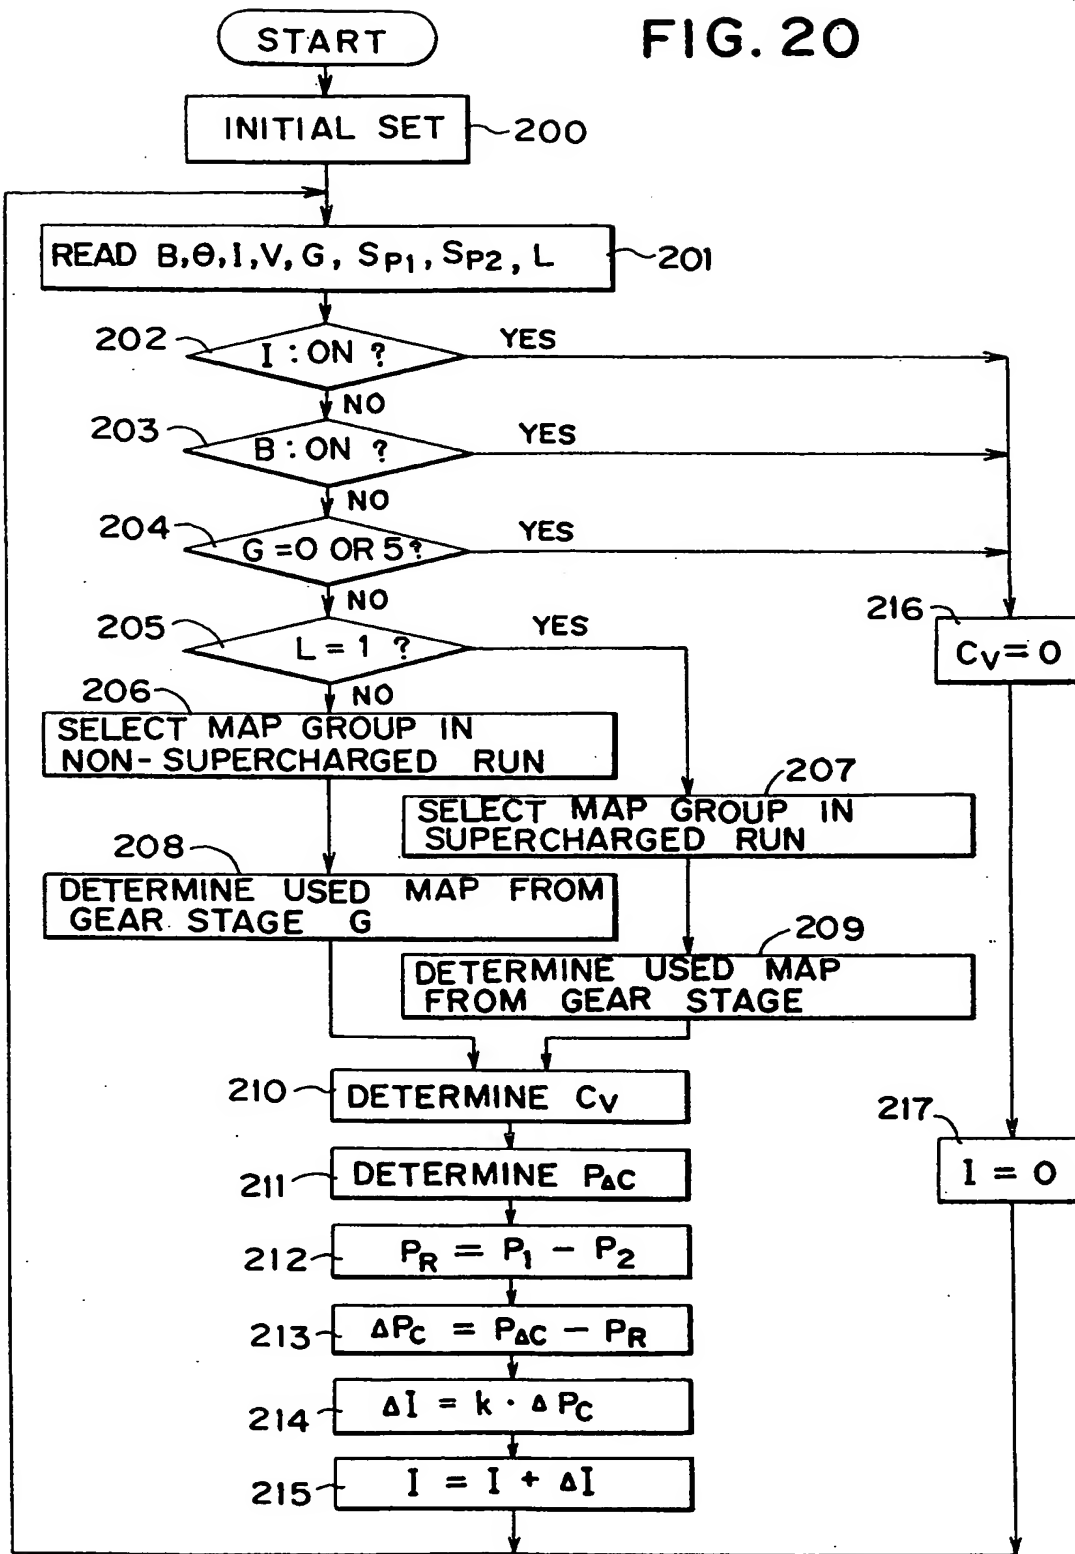 FIG. 20
START
INITIAL SET
200
READ B,θ,I,V,G, SP1, SP2, L
201
202
I : ON ?
YES
NO
203
B : ON ?
YES
NO
204
G = 0 OR 5 ?
YES
NO
205
L = 1 ?
YES
NO
216
CV = 0
206
SELECT MAP GROUP IN
NON-SUPERCHARGED RUN
207
SELECT MAP GROUP IN
SUPERCHARGED RUN
208
DETERMINE USED MAP FROM
GEAR STAGE G
209
DETERMINE USED MAP
FROM GEAR STAGE
210
DETERMINE CV
217
I = 0
211
DETERMINE PΔC
212
PR = P1 − P2
213
ΔPC = PΔC − PR
214
ΔI = k · ΔPC
215
I = I + ΔI